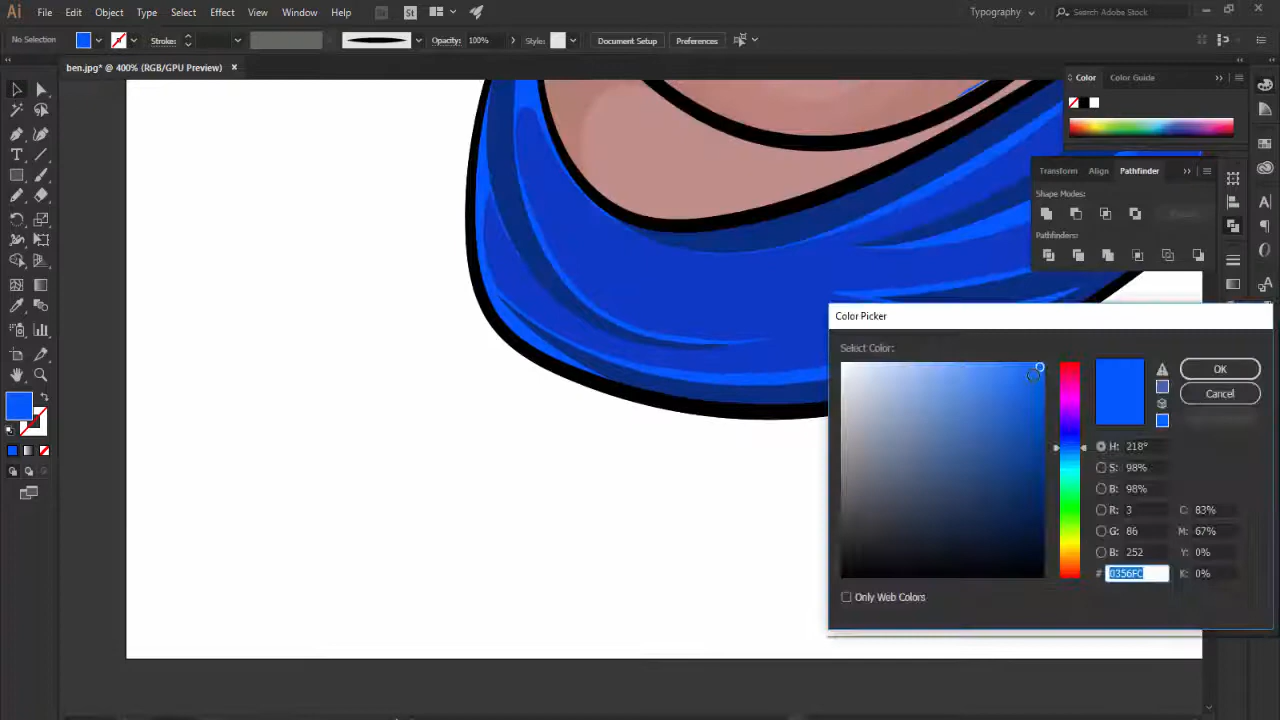 Ai File Edit Object Type Select Effect View Window Help St Typography Search Adobe Stock
No Selection Stroke: Opacity: 100% Style: Document Setup Preferences
ben.jpg* @ 400% (RGB/GPU Preview) ×
Color Color Guide
Transform Align Pathfinder
Shape Modes:
Pathfinders:
Color Picker
Select Color:
OK
Cancel
H: 218°
S: 98%
B: 98%
R: 3 C: 83%
G: 86 M: 67%
B: 252 Y: 0%
# 0356FC K: 0%
Only Web Colors